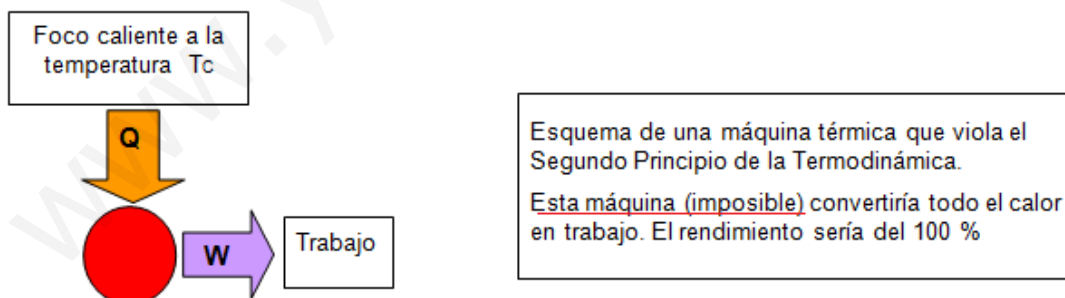 Foco caliente a la
temperatura Tc
Q
W
Trabajo
Esquema de una máquina térmica que viola el
Segundo Principio de la Termodinámica.
Esta máquina (imposible) convertiría todo el calor
en trabajo. El rendimiento sería del 100 %
www.y